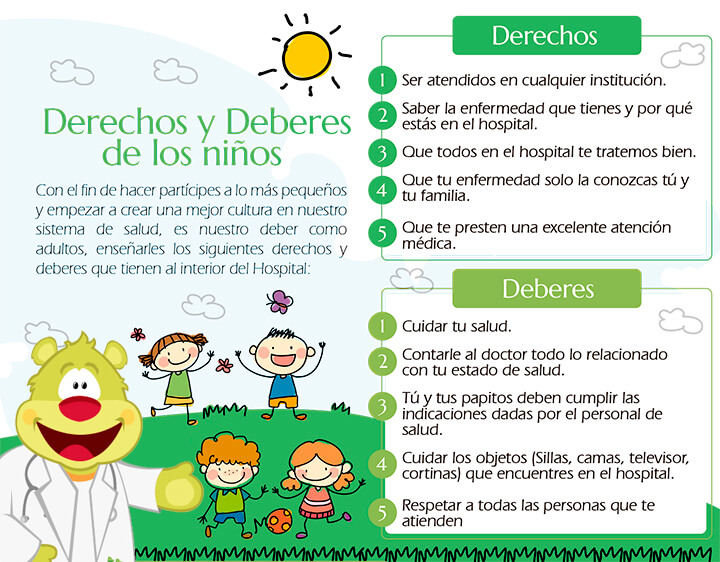 Derechos y Deberes
de los niños
Con el fin de hacer partícipes a lo más pequeños
y empezar a crear una mejor cultura en nuestro
sistema de salud, es nuestro deber como
adultos, enseñarles los siguientes derechos y
deberes que tienen al interior del Hospital:
Derechos
1 Ser atendidos en cualquier institución.
2 Saber la enfermedad que tienes y por qué
estás en el hospital.
3 Que todos en el hospital te tratemos bien.
4 Que tu enfermedad solo la conozcas tú y
tu familia.
5 Que te presten una excelente atención
médica.
Deberes
1 Cuidar tu salud.
2 Contarle al doctor todo lo relacionado
con tu estado de salud.
3 Tú y tus papitos deben cumplir las
indicaciones dadas por el personal de
salud.
4 Cuidar los objetos (Sillas, camas, televisor,
cortinas) que encuentres en el hospital.
5 Respetar a todas las personas que te
atienden